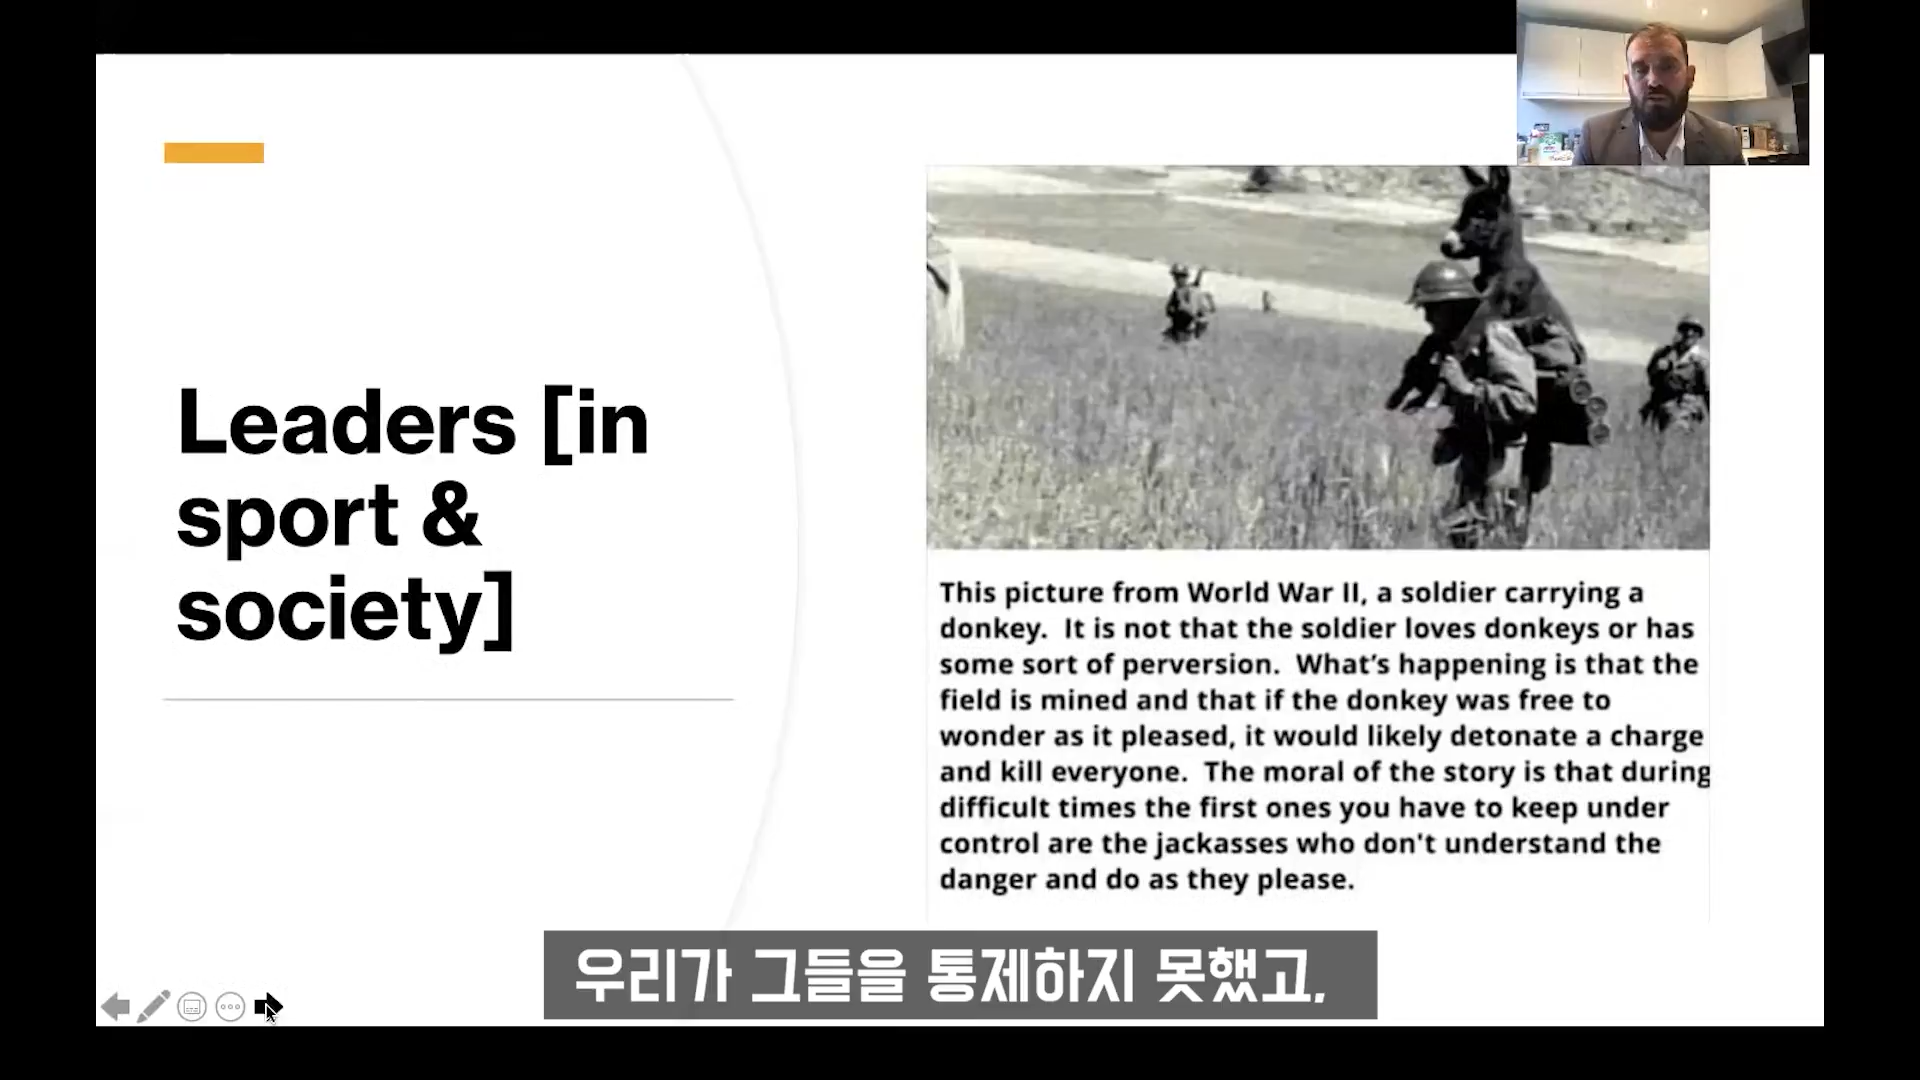 Leaders [in
sport &
society]
This picture from World War II, a soldier carrying a
donkey.  It is not that the soldier loves donkeys or has
some sort of perversion.  What's happening is that the
field is mined and that if the donkey was free to
wonder as it pleased, it would likely detonate a charge
and kill everyone.  The moral of the story is that during
difficult times the first ones you have to keep under
control are the jackasses who don't understand the
danger and do as they please.
우리가 그들을 통제하지 못했고,